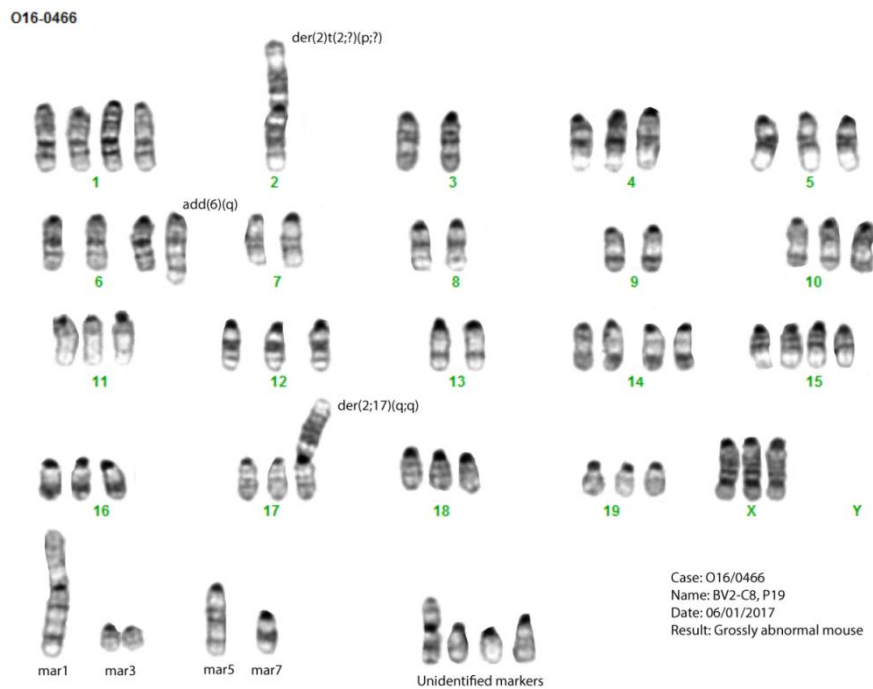 O16-0466
der(2)t(2;?)(p;?)
1 2 3 4 5
add(6)(q)
6 7 8 9 10
11 12 13 14 15
der(2;17)(q;q)
16 17 18 19 X Y
Case: O16/0466
Name: BV2-C8, P19
Date: 06/01/2017
Result: Grossly abnormal mouse
mar1 mar3 mar5 mar7 Unidentified markers